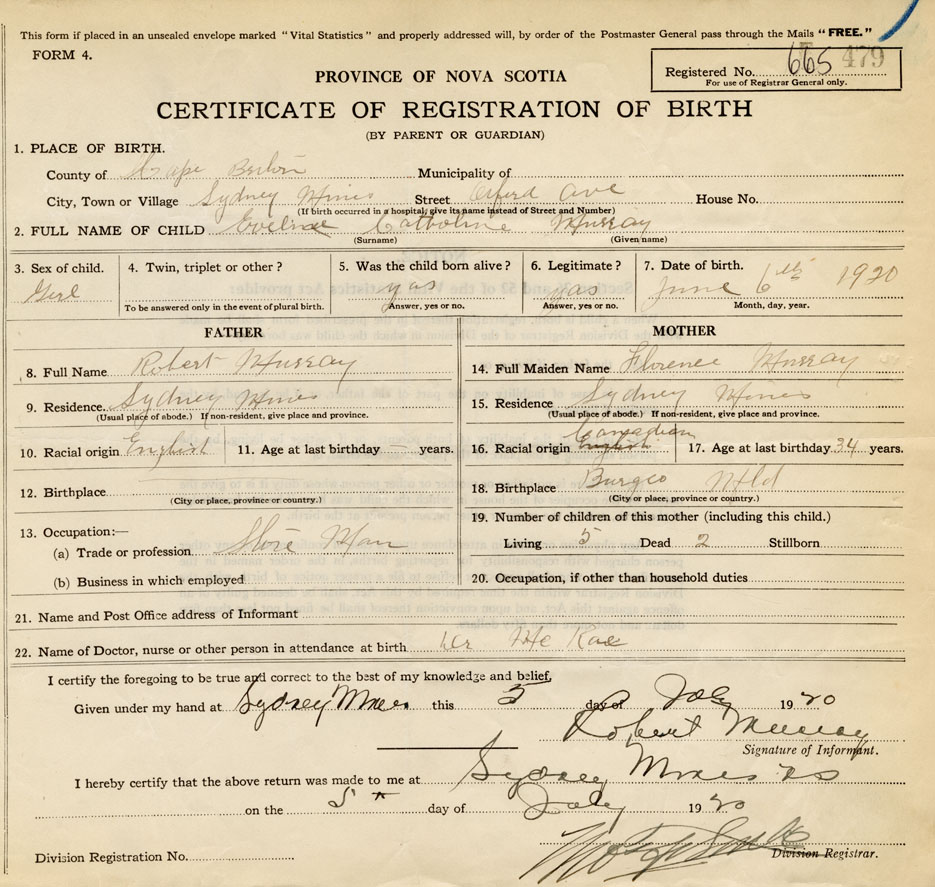 This form if placed in an unsealed envelope marked "Vital Statistics" and properly addressed will, by order of the Postmaster General pass through the Mails "FREE."
FORM 4.
PROVINCE OF NOVA SCOTIA
Registered No. 665 479
For use of Registrar General only.
CERTIFICATE OF REGISTRATION OF BIRTH
(BY PARENT OR GUARDIAN)
1. PLACE OF BIRTH.
County of Cape Municipality of
City, Town or Village Sydney Mines Street Ave House No.
(If birth occurred in a hospital, give its name instead of Street and Number)
2. FULL NAME OF CHILD Murray
(Surname) (Given name)
3. Sex of child. 4. Twin, triplet or other? 5. Was the child born alive? 6. Legitimate? 7. Date of birth.
Girl yas yas June 6th 1920
To be answered only in the event of plural birth. Answer, yes or no. Answer, yes or no. Month, day, year.
FATHER
8. Full Name Robert Murray
9. Residence Sydney Mines
(Usual place of abode.) If non-resident, give place and province.
10. Racial origin English 11. Age at last birthday years.
12. Birthplace
(City or place, province or country.)
13. Occupation:—
(a) Trade or profession Store Man
(b) Business in which employed
MOTHER
14. Full Maiden Name Florence Murray
15. Residence Sydney Mines
(Usual place of abode.) If non-resident, give place and province.
Canadian
16. Racial origin English 17. Age at last birthday 34 years.
18. Birthplace Burgeo Nfld
(City or place, province or country.)
19. Number of children of this mother (including this child.)
Living 5 Dead 2 Stillborn
20. Occupation, if other than household duties
21. Name and Post Office address of Informant
22. Name of Doctor, nurse or other person in attendance at birth Dr
I certify the foregoing to be true and correct to the best of my knowledge and belief,
Given under my hand at Sydney Mines this 5 day of July 1920
Robert Murray
Signature of Informant.
I hereby certify that the above return was made to me at Sydney Mines NS
on the 5 day of July 1920
Division Registration No. Division Registrar.